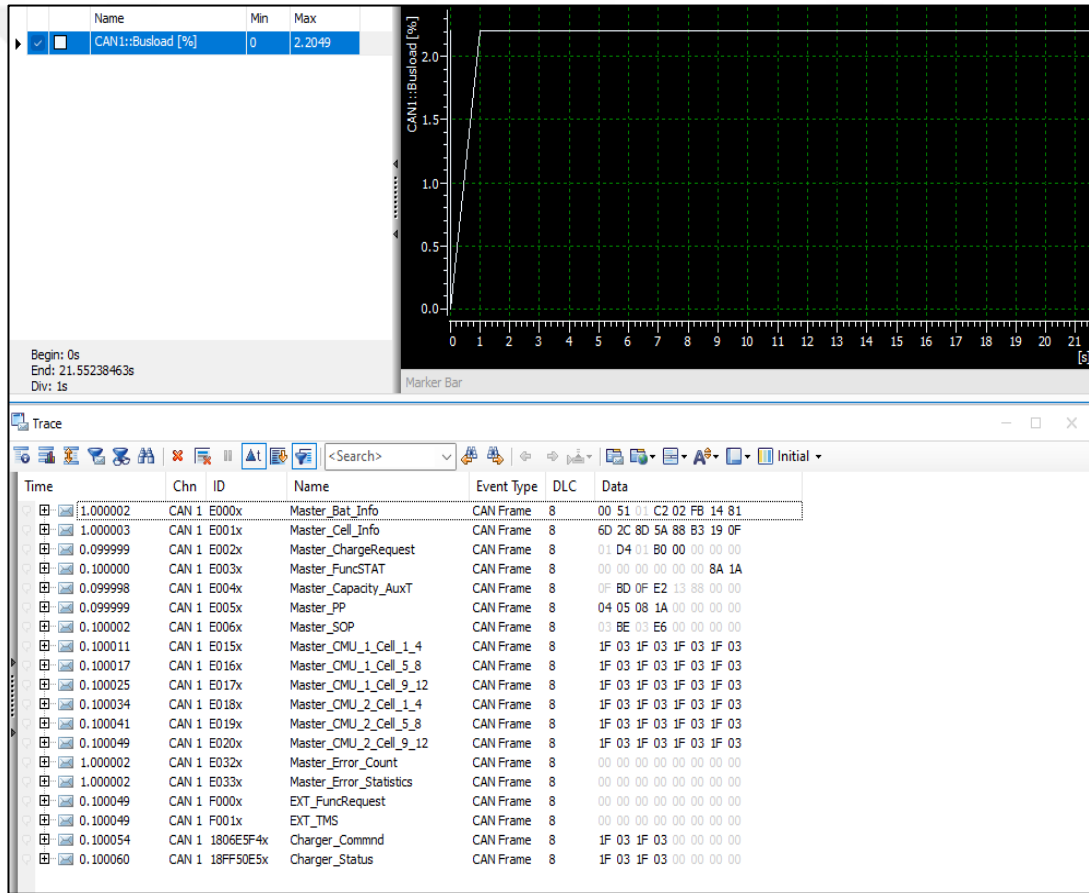 Name Min Max
CAN1::Busload [%] 0 2.2049
CAN1::Busload [%]
2.0
1.5
1.0
0.5
0.0
0 1 2 3 4 5 6 7 8 9 10 11 12 13 14 15 16 17 18 19 20 21
[s]
Begin: 0s
End: 21.55238463s
Div: 1s
Marker Bar
Trace
<Search> Initial
Time Chn ID Name Event Type DLC Data
1.000002 CAN 1 E000x Master_Bat_Info CAN Frame 8 00 51 01 C2 02 FB 14 81
1.000003 CAN 1 E001x Master_Cell_Info CAN Frame 8 6D 2C 8D 5A 88 B3 19 0F
0.099999 CAN 1 E002x Master_ChargeRequest CAN Frame 8 01 D4 01 B0 00 00 00 00
0.100000 CAN 1 E003x Master_FuncSTAT CAN Frame 8 00 00 00 00 00 00 8A 1A
0.099998 CAN 1 E004x Master_Capacity_AuxT CAN Frame 8 0F BD 0F E2 13 88 00 00
0.099999 CAN 1 E005x Master_PP CAN Frame 8 04 05 08 1A 00 00 00 00
0.100002 CAN 1 E006x Master_SOP CAN Frame 8 03 BE 03 E6 00 00 00 00
0.100011 CAN 1 E015x Master_CMU_1_Cell_1_4 CAN Frame 8 1F 03 1F 03 1F 03 1F 03
0.100017 CAN 1 E016x Master_CMU_1_Cell_5_8 CAN Frame 8 1F 03 1F 03 1F 03 1F 03
0.100025 CAN 1 E017x Master_CMU_1_Cell_9_12 CAN Frame 8 1F 03 1F 03 1F 03 1F 03
0.100034 CAN 1 E018x Master_CMU_2_Cell_1_4 CAN Frame 8 1F 03 1F 03 1F 03 1F 03
0.100041 CAN 1 E019x Master_CMU_2_Cell_5_8 CAN Frame 8 1F 03 1F 03 1F 03 1F 03
0.100049 CAN 1 E020x Master_CMU_2_Cell_9_12 CAN Frame 8 1F 03 1F 03 1F 03 1F 03
1.000002 CAN 1 E032x Master_Error_Count CAN Frame 8 00 00 00 00 00 00 00 00
1.000002 CAN 1 E033x Master_Error_Statistics CAN Frame 8 00 00 00 00 00 00 00 00
0.100049 CAN 1 F000x EXT_FuncRequest CAN Frame 8 00 00 00 00 00 00 00 00
0.100049 CAN 1 F001x EXT_TMS CAN Frame 8 00 00 00 00 00 00 00 00
0.100054 CAN 1 1806E5F4x Charger_Commnd CAN Frame 8 1F 03 1F 03 00 00 00 00
0.100060 CAN 1 18FF50E5x Charger_Status CAN Frame 8 1F 03 1F 03 00 00 00 00